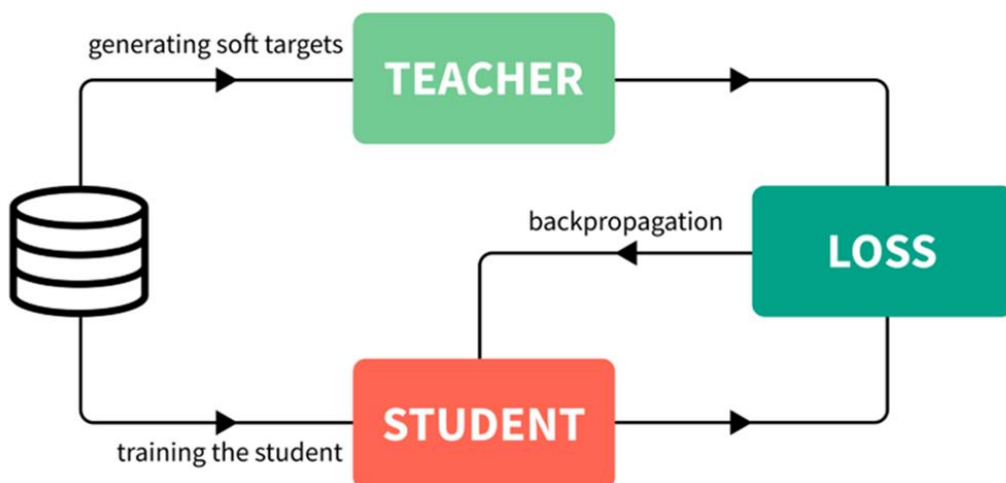 generating soft targets
TEACHER
backpropagation
LOSS
STUDENT
training the student